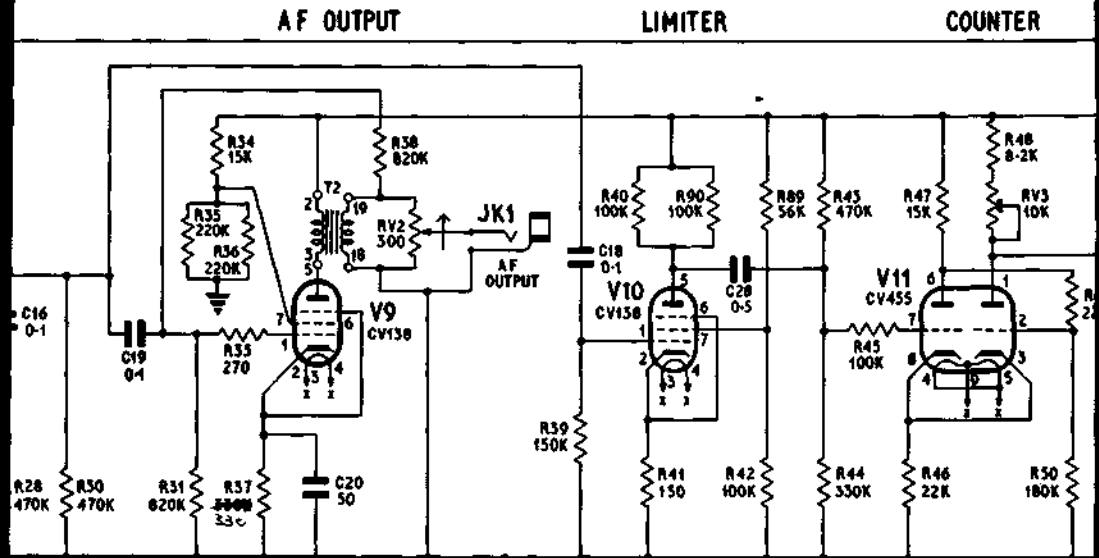 AF OUTPUT
LIMITER
COUNTER
R34
15K
R38
820K
R48
8·2K
T2
2
19
R35
220K
R36
220K
RV2
300
JK1
R40
100K
R90
100K
R89
56K
R43
470K
R47
15K
RV3
10K
3
18
AF
OUTPUT
C18
0·1
5
V9
CV138
V10
CV138
5
C28
0·5
V11
CV455
6
1
C16
0·1
C19
0·1
R33
270
7
1
6
2
3
4
x
x
1
6
7
2
3
4
x
x
R45
100K
7
2
3
4
9
5
x
x
R39
150K
R28
470K
R30
470K
R31
820K
R37
330
C20
50
R41
150
R42
100K
R44
330K
R46
22K
R50
180K